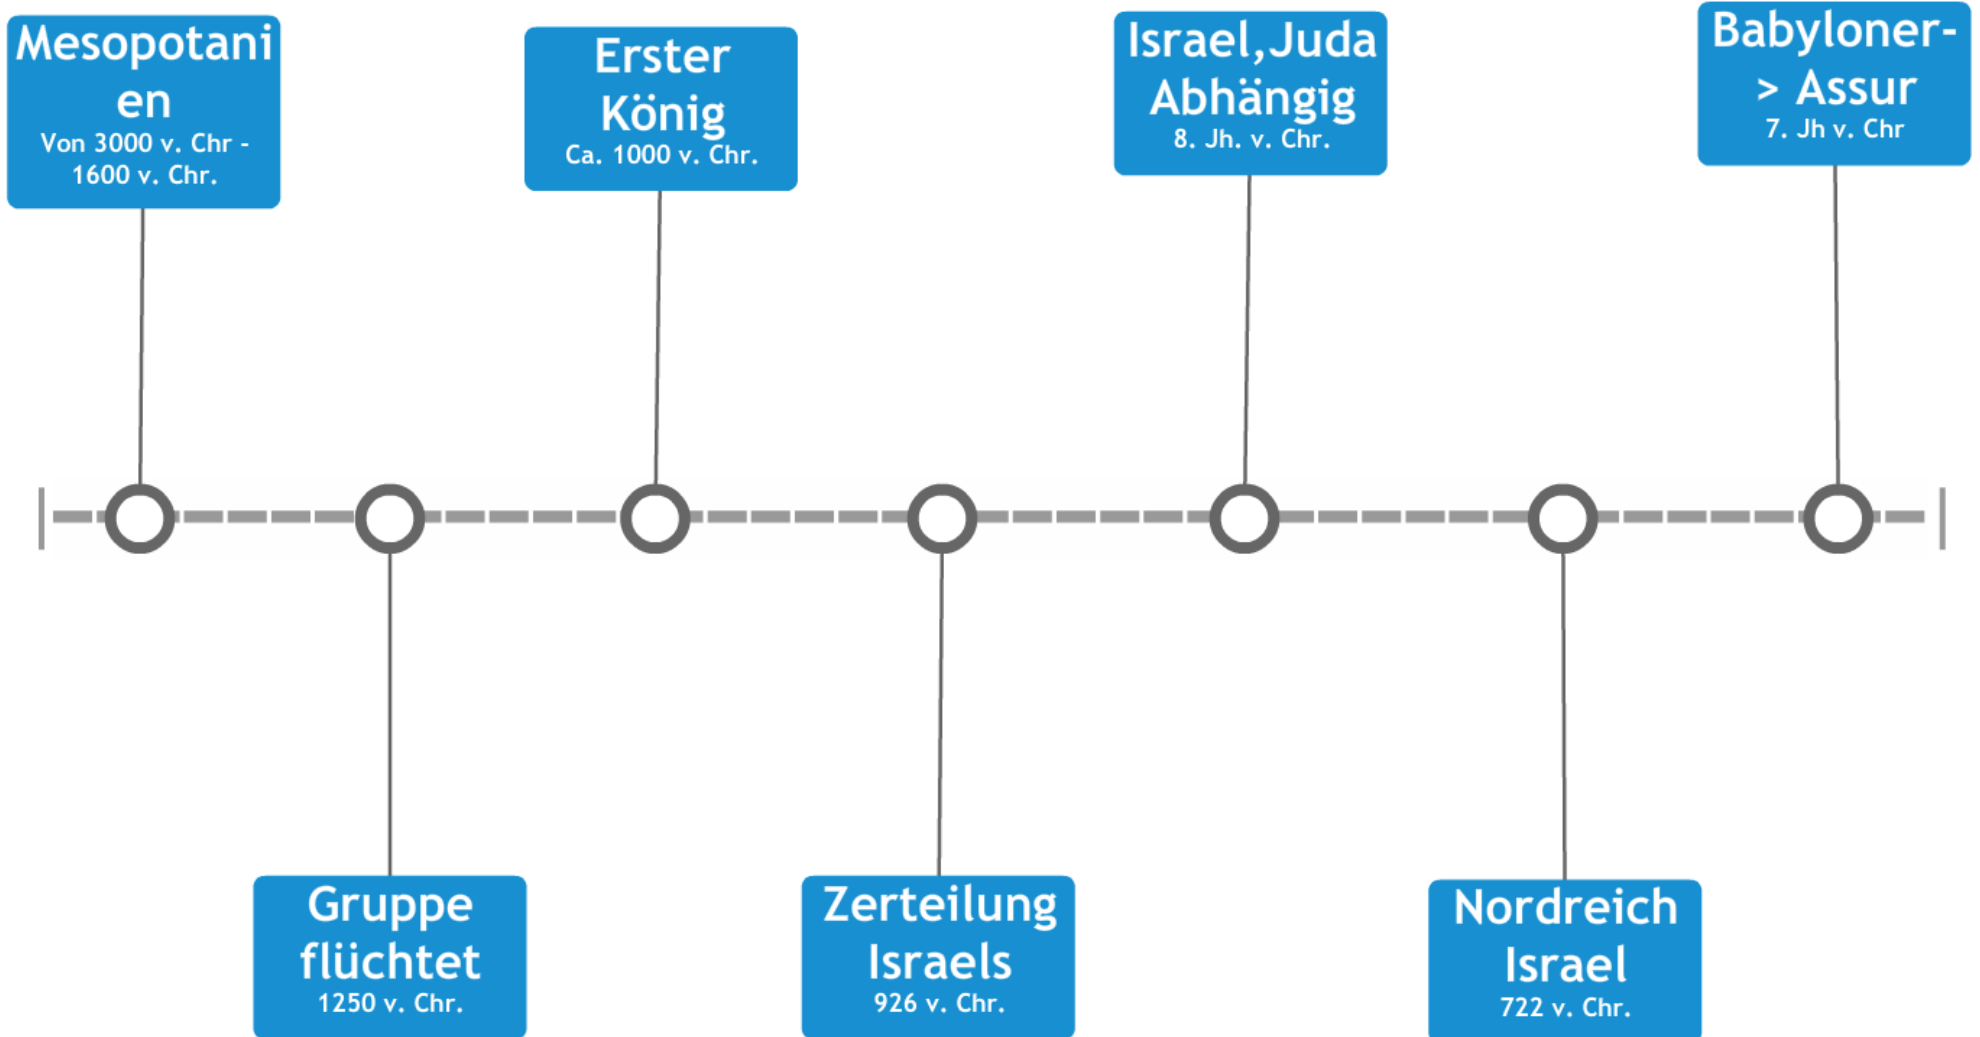 Mesopotani
en
Von 3000 v. Chr -
1600 v. Chr.
Gruppe
flüchtet
1250 v. Chr.
Erster
König
Ca. 1000 v. Chr.
Zerteilung
Israels
926 v. Chr.
Israel,Juda
Abhängig
8. Jh. v. Chr.
Nordreich
Israel
722 v. Chr.
Babyloner-
> Assur
7. Jh v. Chr